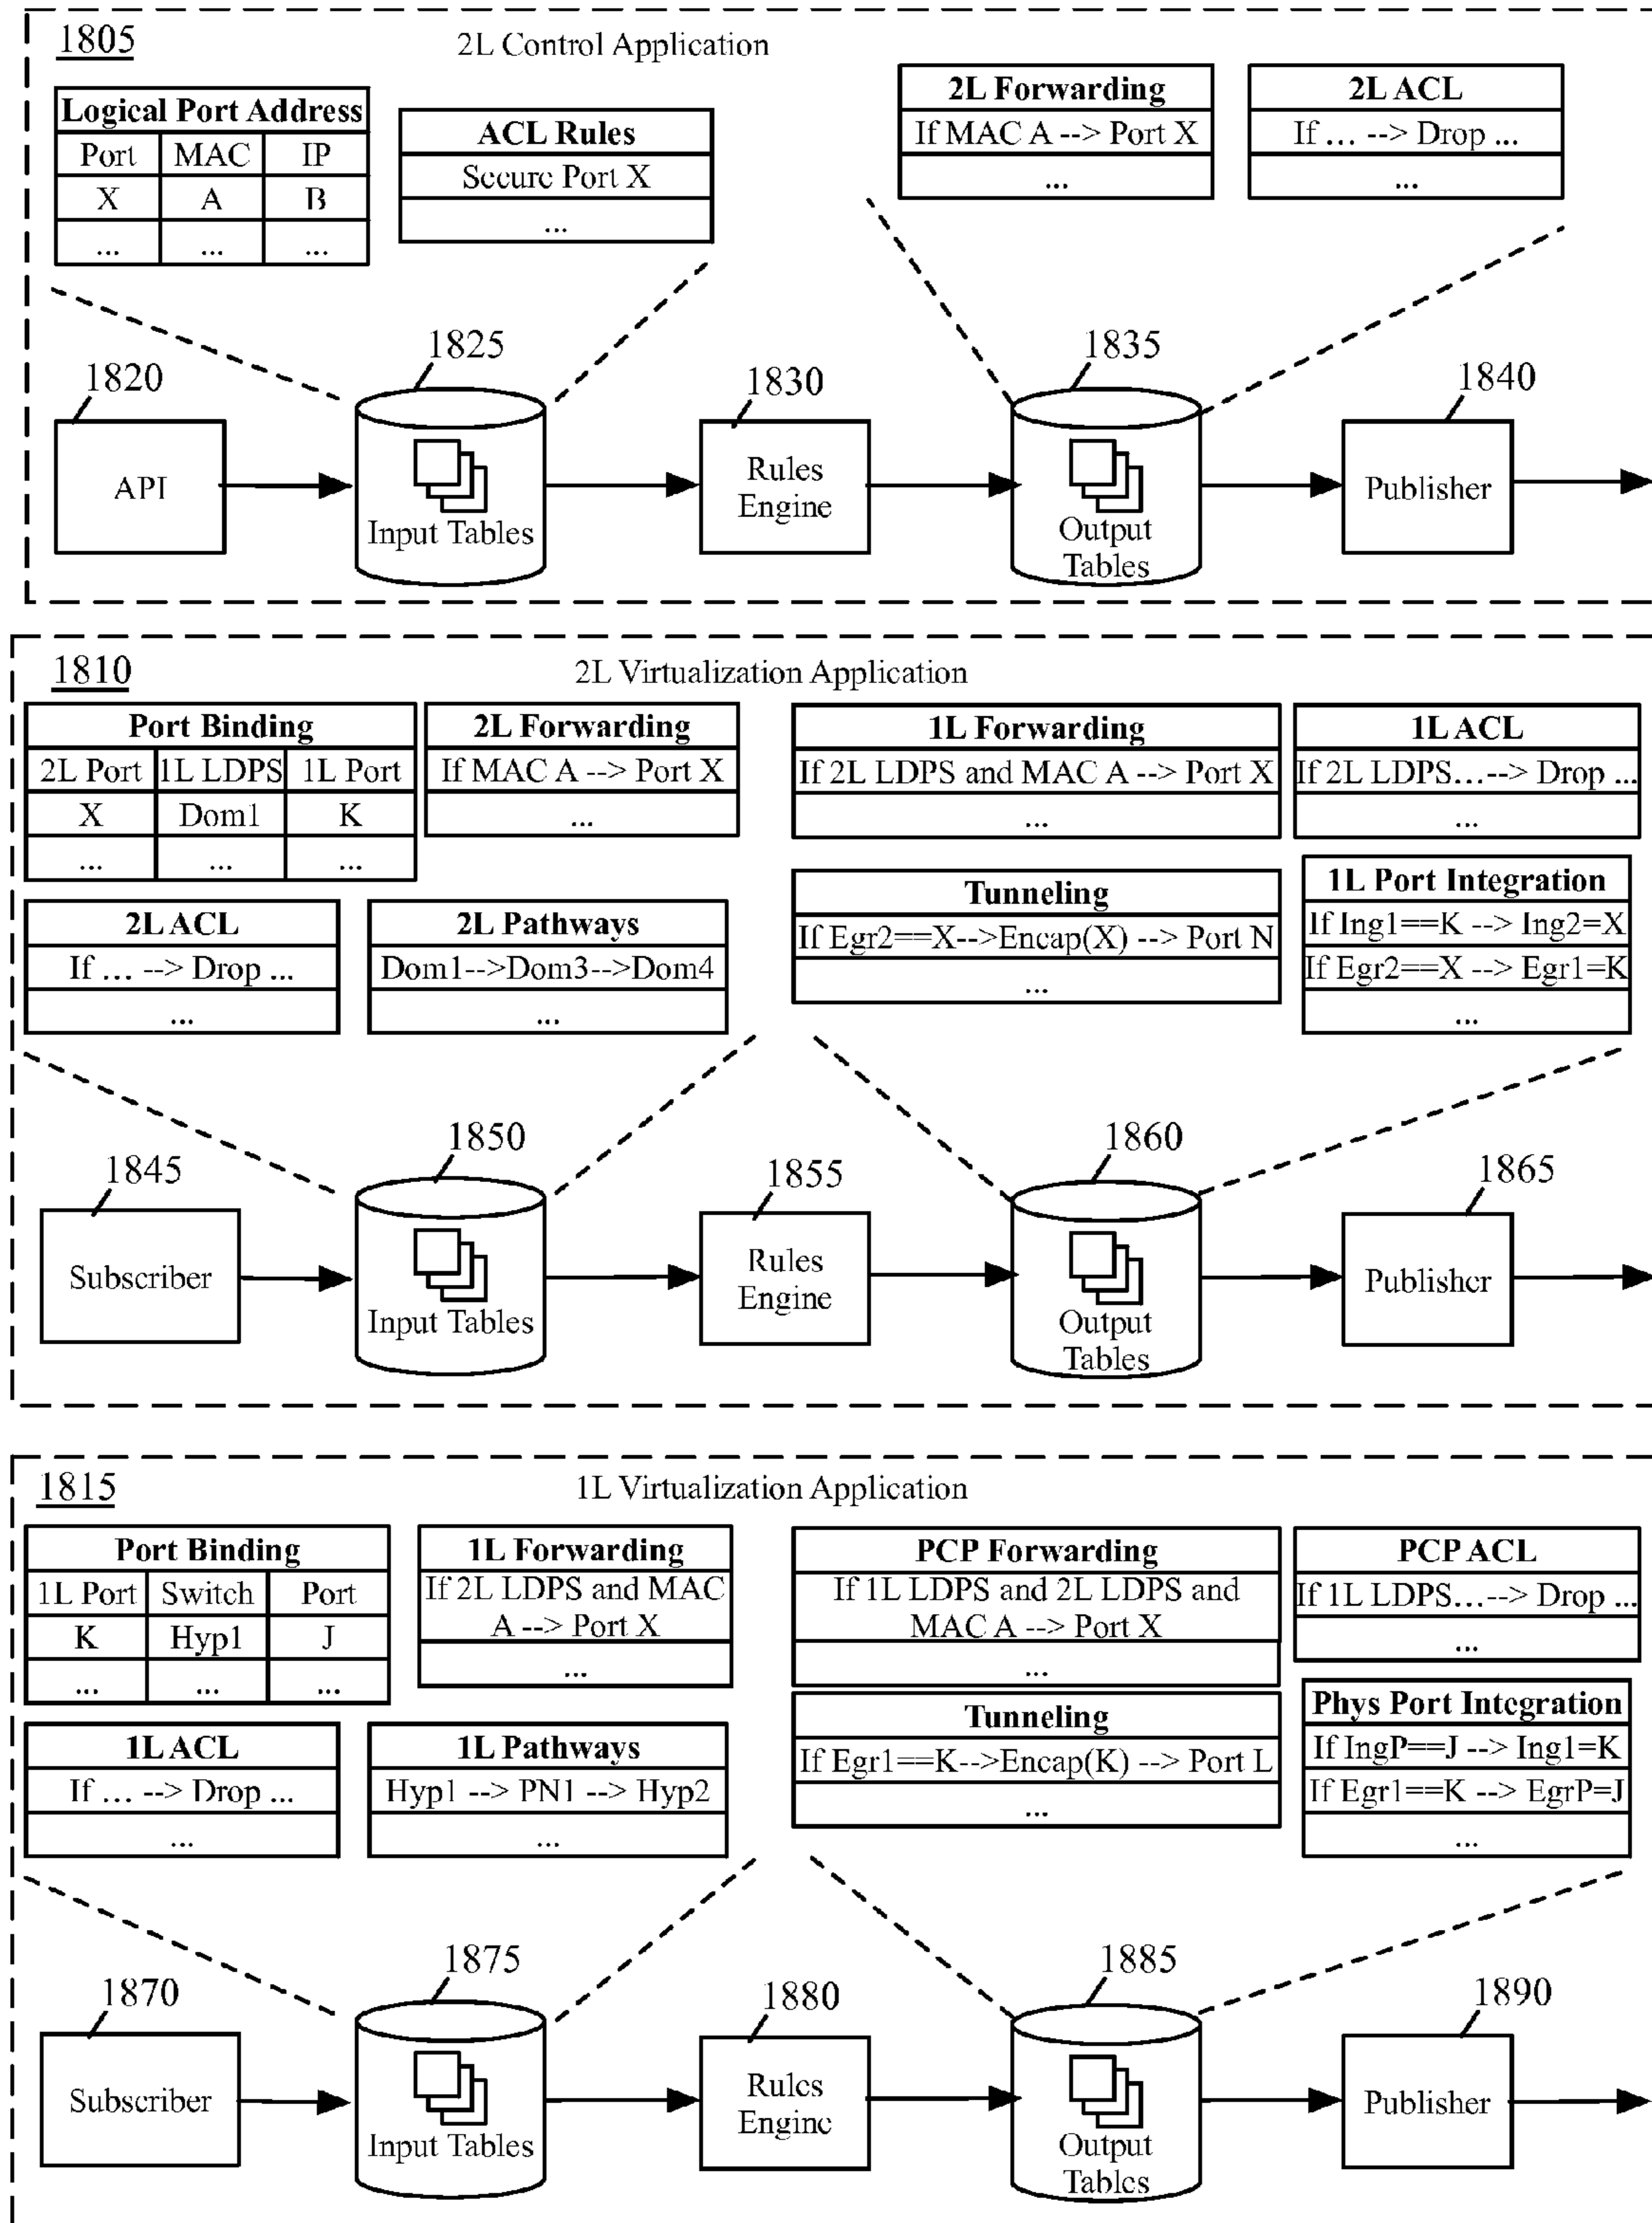 1805
2L Control Application
Logical Port Address
Port MAC IP
X A B
... ... ...
ACL Rules
Secure Port X
...
2L Forwarding
If MAC A --> Port X
...
2L ACL
If ... --> Drop ...
...
1820
API
1825
Input Tables
1830
Rules
Engine
1835
Output
Tables
1840
Publisher
1810
2L Virtualization Application
Port Binding
2L Port 1L LDPS 1L Port
X Dom1 K
... ... ...
2L Forwarding
If MAC A --> Port X
...
1L Forwarding
If 2L LDPS and MAC A --> Port X
...
1L ACL
If 2L LDPS...--> Drop ...
...
2L ACL
If ... --> Drop ...
...
2L Pathways
Dom1-->Dom3-->Dom4
...
Tunneling
If Egr2==X-->Encap(X) --> Port N
...
1L Port Integration
If Ing1==K --> Ing2=X
If Egr2==X --> Egr1=K
...
1845
Subscriber
1850
Input Tables
1855
Rules
Engine
1860
Output
Tables
1865
Publisher
1815
1L Virtualization Application
Port Binding
1L Port Switch Port
K Hyp1 J
... ... ...
1L Forwarding
If 2L LDPS and MAC
A --> Port X
...
PCP Forwarding
If 1L LDPS and 2L LDPS and
MAC A --> Port X
...
PCP ACL
If 1L LDPS...--> Drop ...
...
1L ACL
If ... --> Drop ...
...
1L Pathways
Hyp1 --> PN1 --> Hyp2
...
Tunneling
If Egr1==K-->Encap(K) --> Port L
...
Phys Port Integration
If IngP==J --> Ing1=K
If Egr1==K --> EgrP=J
...
1870
Subscriber
1875
Input Tables
1880
Rules
Engine
1885
Output
Tables
1890
Publisher